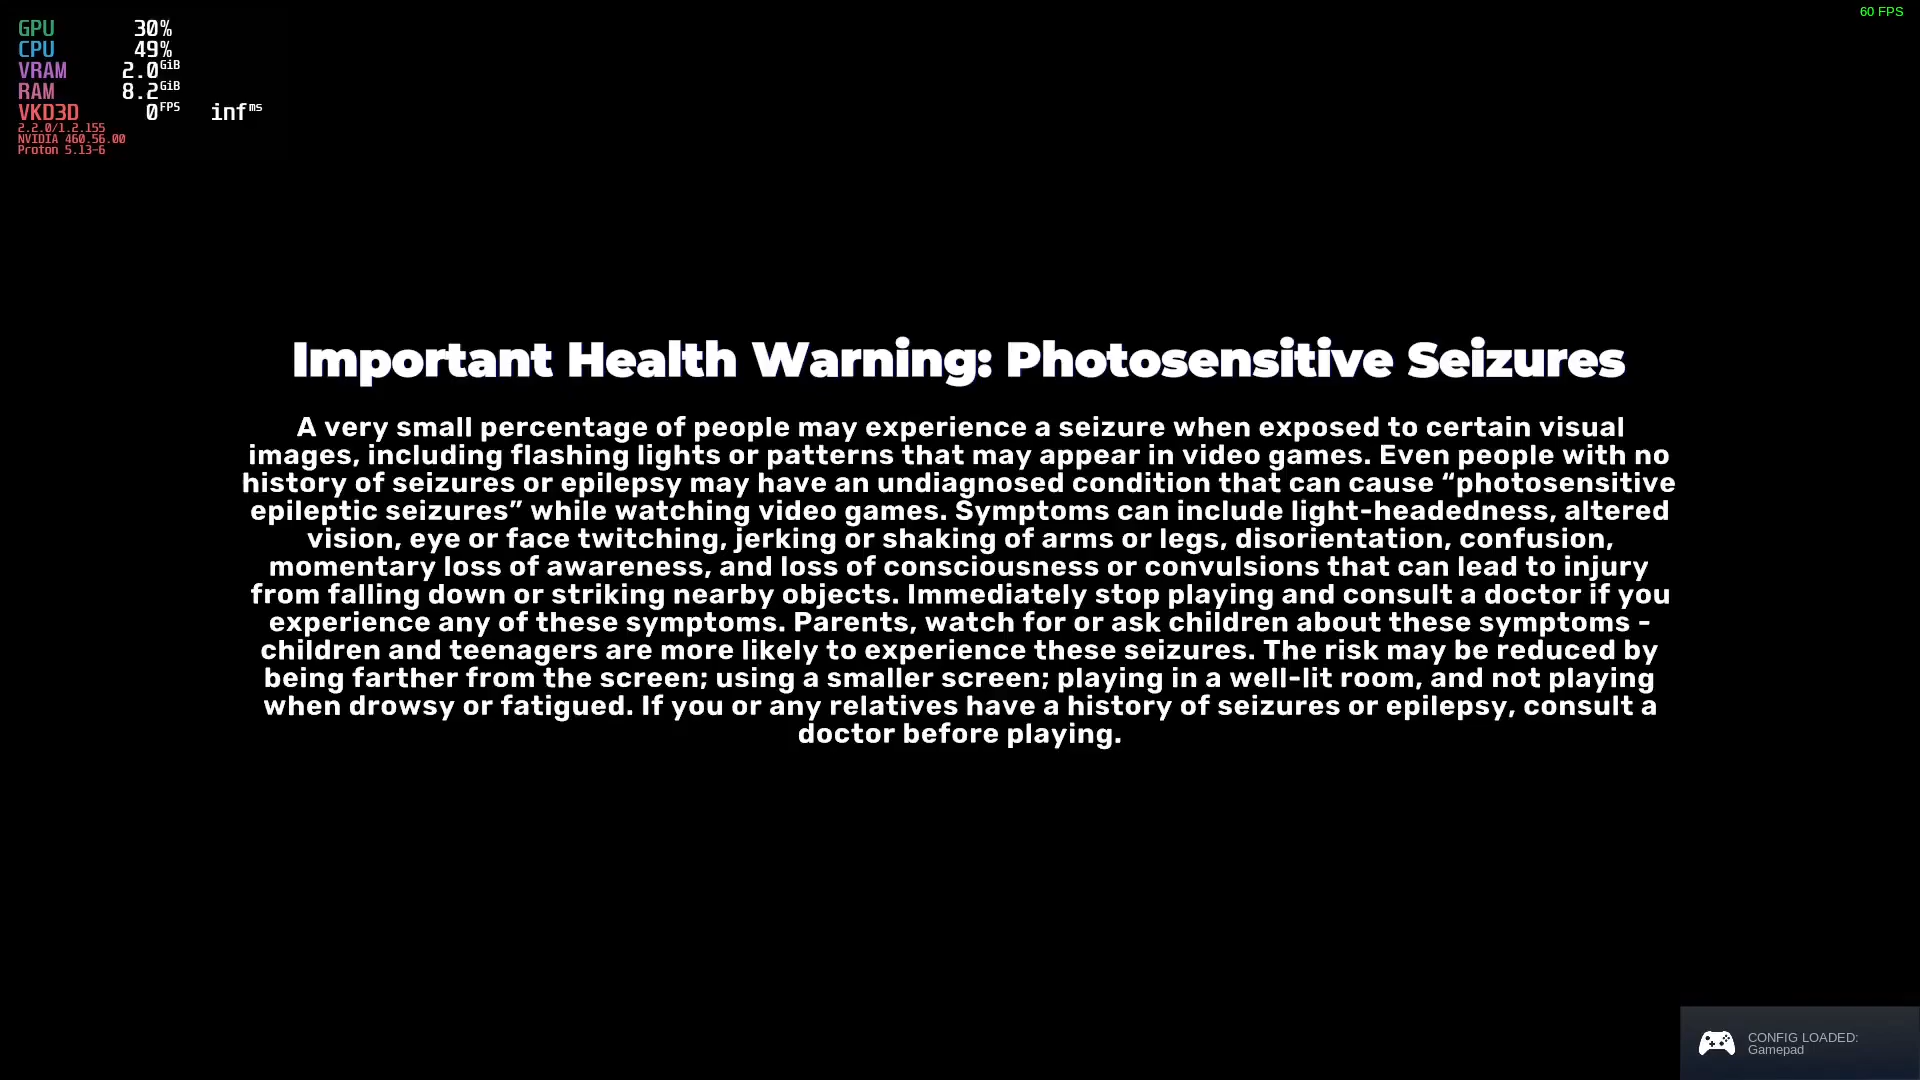 60 FPS
GPU 30%
CPU 49%
VRAM 2.0GiB
RAM 8.2GiB
VKD3D 0FPS infms
2.2.0/1.2.155
NVIDIA 460.56.00
Proton 5.13-6
Important Health Warning: Photosensitive Seizures
A very small percentage of people may experience a seizure when exposed to certain visual
images, including flashing lights or patterns that may appear in video games. Even people with no
history of seizures or epilepsy may have an undiagnosed condition that can cause “photosensitive
epileptic seizures” while watching video games. Symptoms can include light-headedness, altered
vision, eye or face twitching, jerking or shaking of arms or legs, disorientation, confusion,
momentary loss of awareness, and loss of consciousness or convulsions that can lead to injury
from falling down or striking nearby objects. Immediately stop playing and consult a doctor if you
experience any of these symptoms. Parents, watch for or ask children about these symptoms -
children and teenagers are more likely to experience these seizures. The risk may be reduced by
being farther from the screen; using a smaller screen; playing in a well-lit room, and not playing
when drowsy or fatigued. If you or any relatives have a history of seizures or epilepsy, consult a
doctor before playing.
CONFIG LOADED:
Gamepad